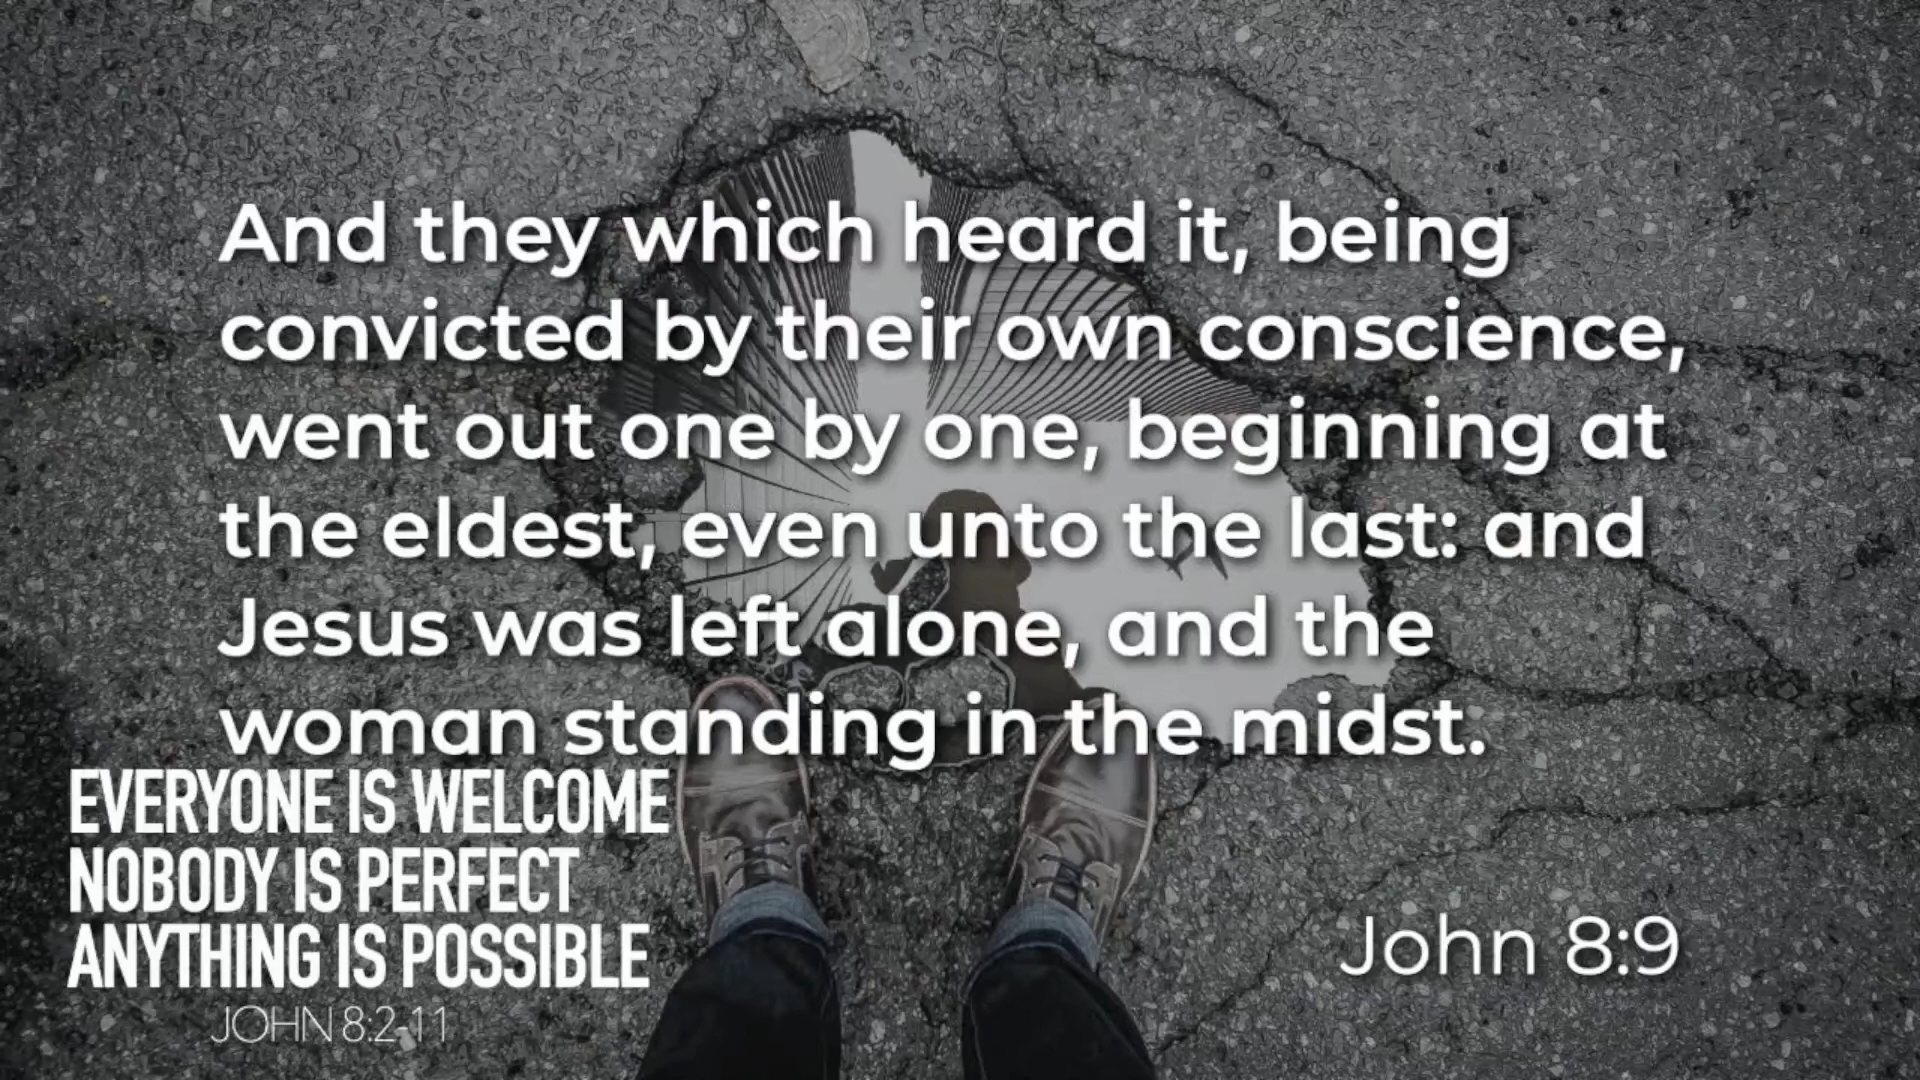 And they which heard it, being
convicted by their own conscience,
went out one by one, beginning at
the eldest, even unto the last: and
Jesus was left alone, and the
woman standing in the midst.
EVERYONE IS WELCOME
NOBODY IS PERFECT
ANYTHING IS POSSIBLE
JOHN 8:2-11
John 8:9